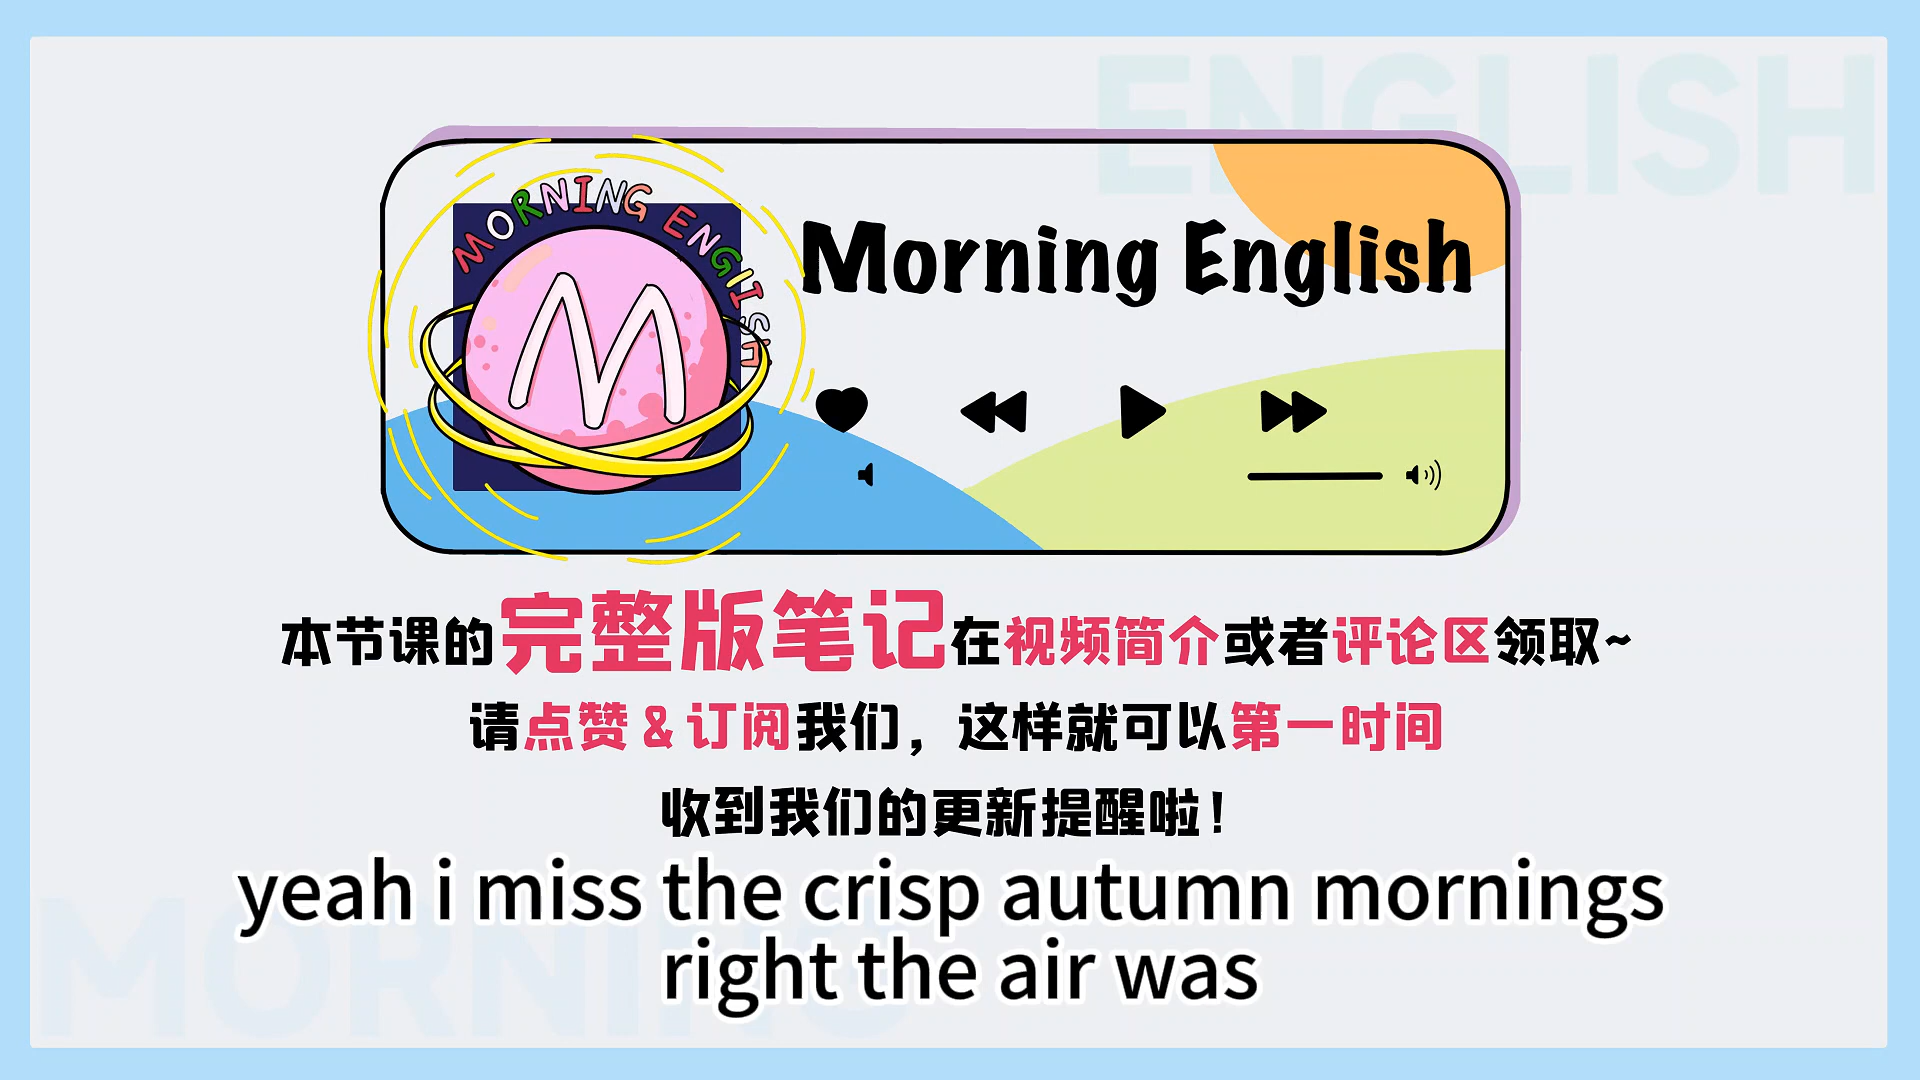 ENGLISH
MORNING ENGLISH
M
Morning English
本节课的完整版笔记在视频简介或者评论区领取~
请点赞&订阅我们，这样就可以第一时间
收到我们的更新提醒啦！
yeah i miss the crisp autumn mornings
right the air was
MORNING